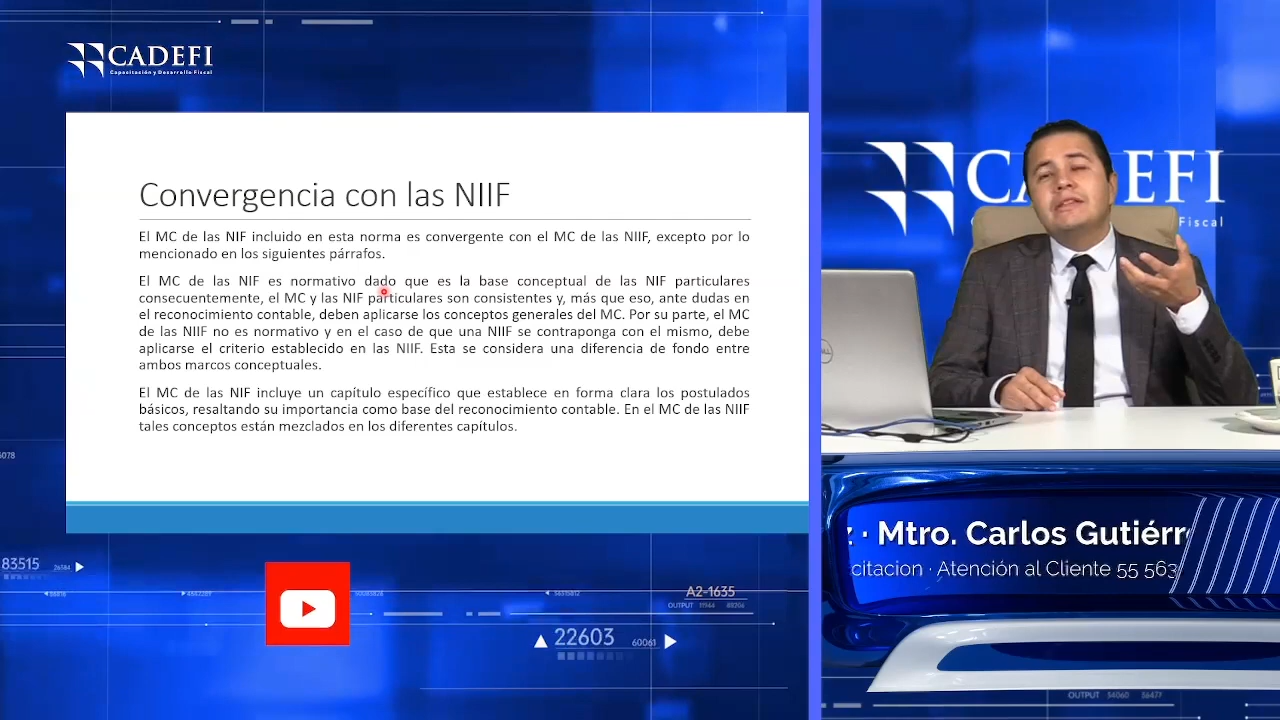 CADEFI
Capacitación y Desarrollo Fiscal
Convergencia con las NIIF
El MC de las NIF incluido en esta norma es convergente con el MC de las NIIF, excepto por lo
mencionado en los siguientes párrafos.
El MC de las NIF es normativo dado que es la base conceptual de las NIF particulares
consecuentemente, el MC y las NIF particulares son consistentes y, más que eso, ante dudas en
el reconocimiento contable, deben aplicarse los conceptos generales del MC. Por su parte, el MC
de las NIIF no es normativo y en el caso de que una NIIF se contraponga con el mismo, debe
aplicarse el criterio establecido en las NIIF. Esta se considera una diferencia de fondo entre
ambos marcos conceptuales.
El MC de las NIF incluye un capítulo específico que establece en forma clara los postulados
básicos, resaltando su importancia como base del reconocimiento contable. En el MC de las NIIF
tales conceptos están mezclados en los diferentes capítulos.
CADEFI
Fiscal
z · Mtro. Carlos Gutiérr
citacion · Atención al Cliente 55 563
83515
A2-1635
OUTPUT
22603
60061
OUTPUT 34060 36477